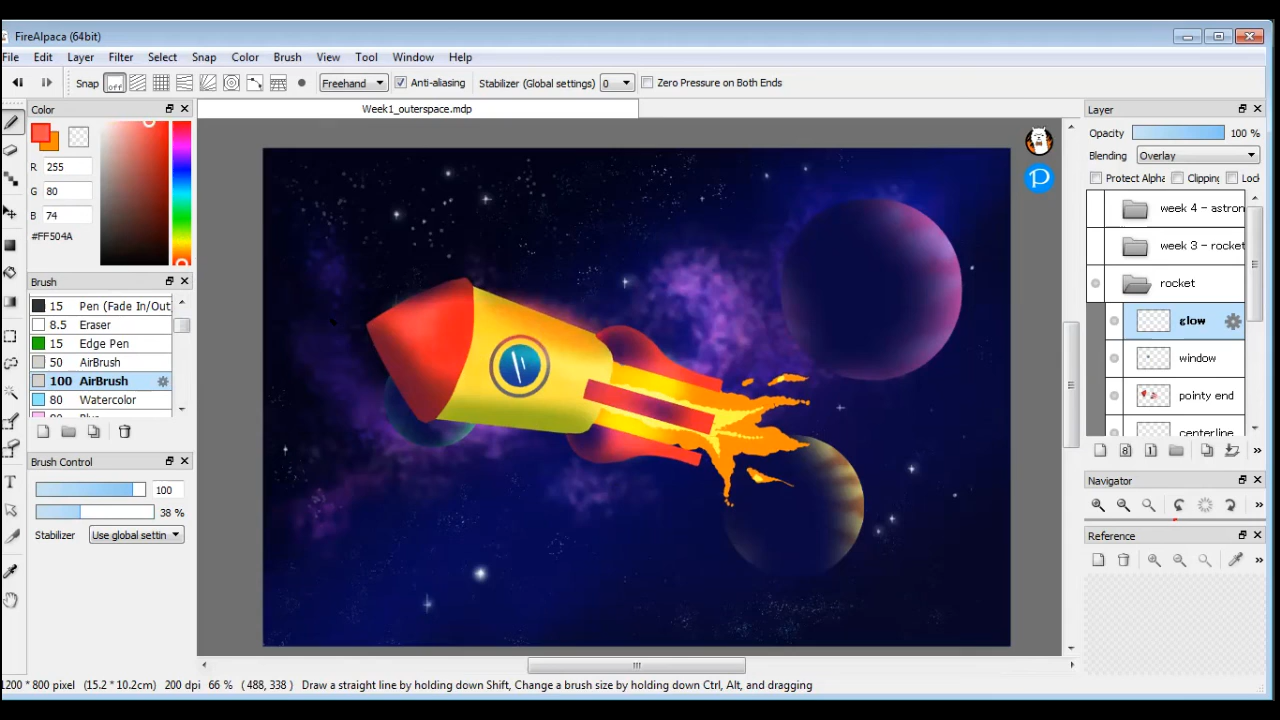 FireAlpaca (64bit)
File Edit Layer Filter Select Snap Color Brush View Tool Window Help
Snap off Freehand Anti-aliasing Stabilizer (Global settings) 0 Zero Pressure on Both Ends
Color
Week1_outerspace.mdp
Layer
Opacity 100 %
Blending Overlay
Protect Alpha Clipping Lock
R 255
G 80
B 74
#FF504A
week 4 - astron
week 3 - rocket
rocket
glow
window
pointy end
centerline
Brush
15 Pen (Fade In/Out
8.5 Eraser
15 Edge Pen
50 AirBrush
100 AirBrush
80 Watercolor
Brush Control
100
38 %
Stabilizer Use global settin
Navigator
Reference
1200 * 800 pixel (15.2 * 10.2cm) 200 dpi 66 % ( 488, 338 ) Draw a straight line by holding down Shift, Change a brush size by holding down Ctrl, Alt, and dragging